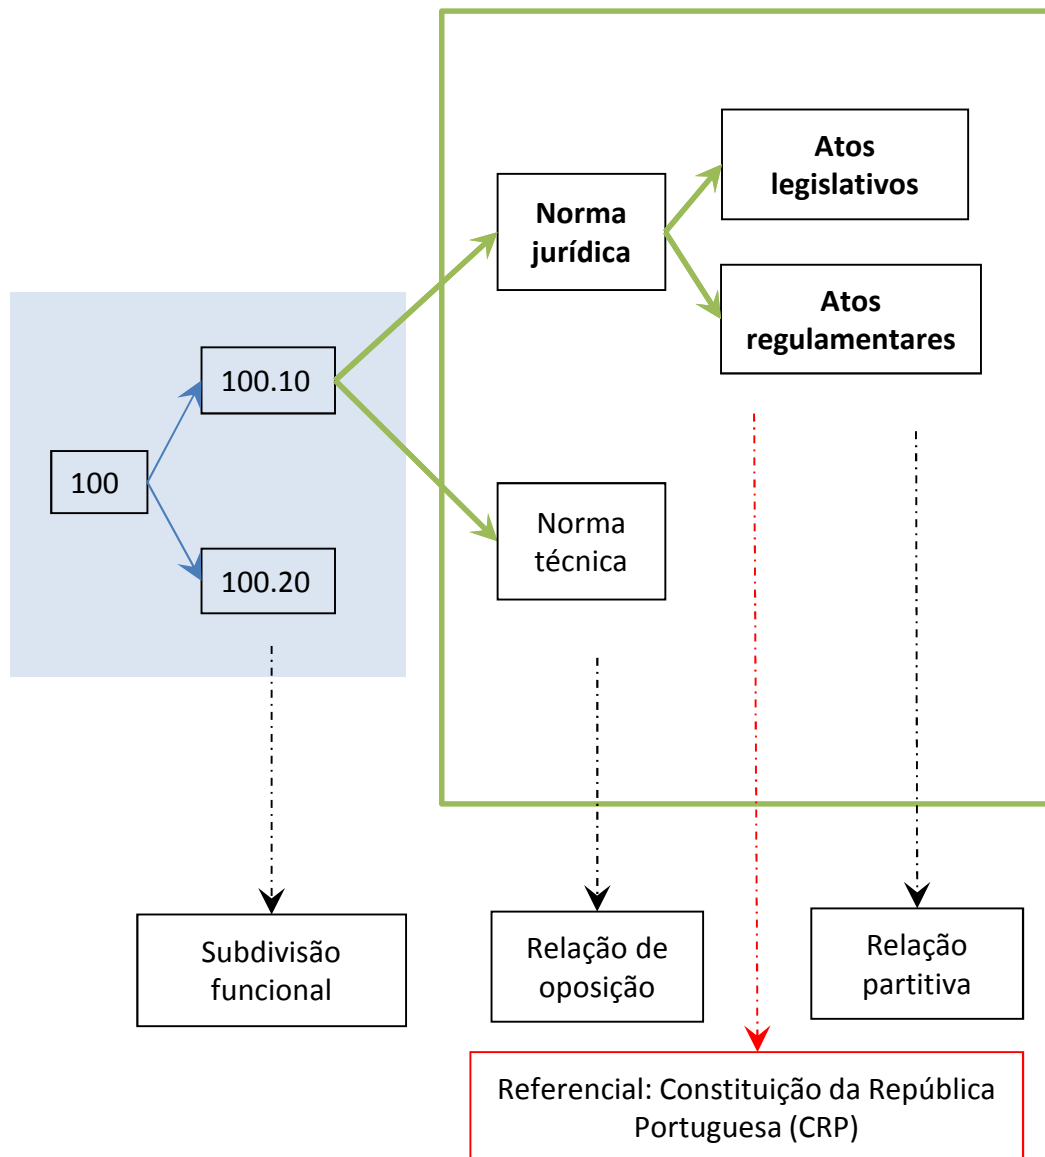 Atos
legislativos
Norma
jurídica
Atos
regulamentares
100.10
100
100.20
Norma
técnica
Subdivisão
funcional
Relação de
oposição
Relação
partitiva
Referencial: Constituição da República
Portuguesa (CRP)